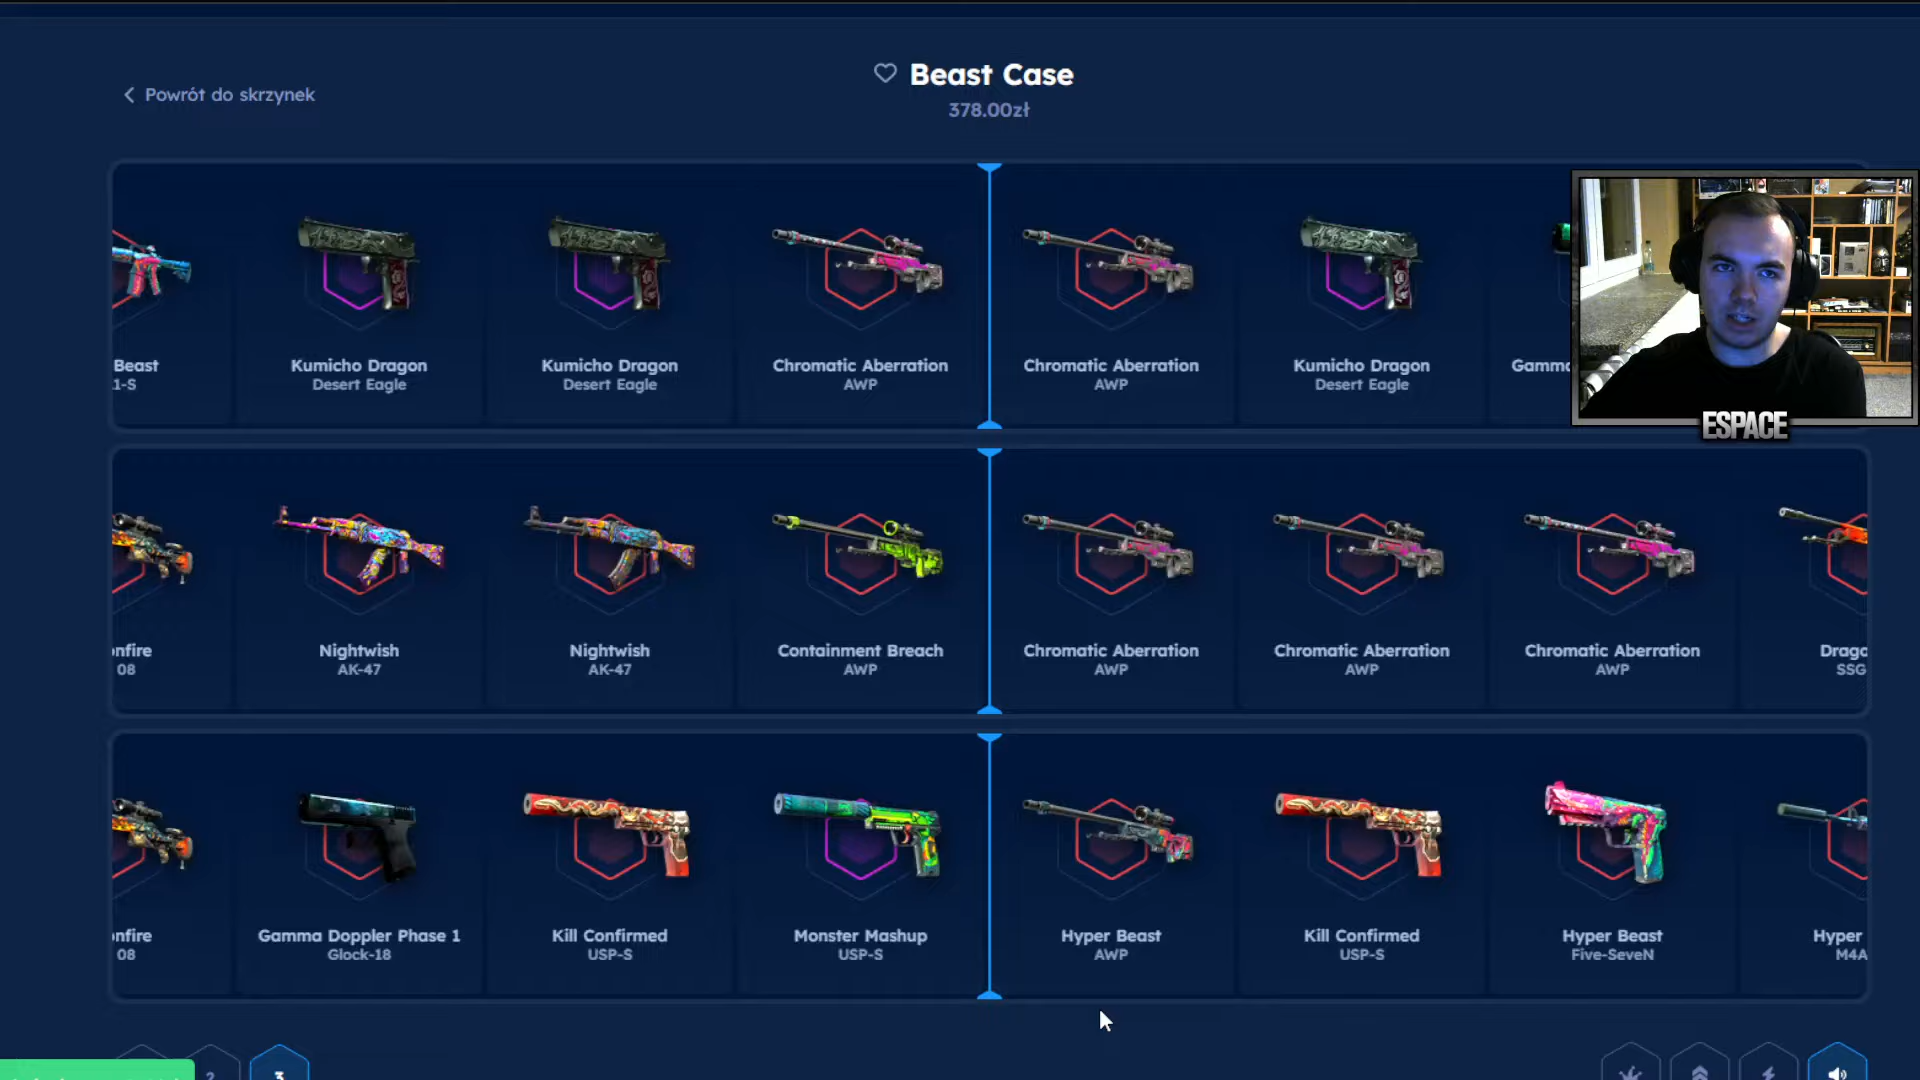 Beast Case
Powrót do skrzynek
378.00zł
Beast
1-S
Kumicho Dragon
Desert Eagle
Kumicho Dragon
Desert Eagle
Chromatic Aberration
AWP
Chromatic Aberration
AWP
Kumicho Dragon
Desert Eagle
Gamma
ESPACE
nfire
08
Nightwish
AK-47
Nightwish
AK-47
Containment Breach
AWP
Chromatic Aberration
AWP
Chromatic Aberration
AWP
Chromatic Aberration
AWP
Drago
SSG
nfire
08
Gamma Doppler Phase 1
Glock-18
Kill Confirmed
USP-S
Monster Mashup
USP-S
Hyper Beast
AWP
Kill Confirmed
USP-S
Hyper Beast
Five-SeveN
Hyper
M4A
2
3